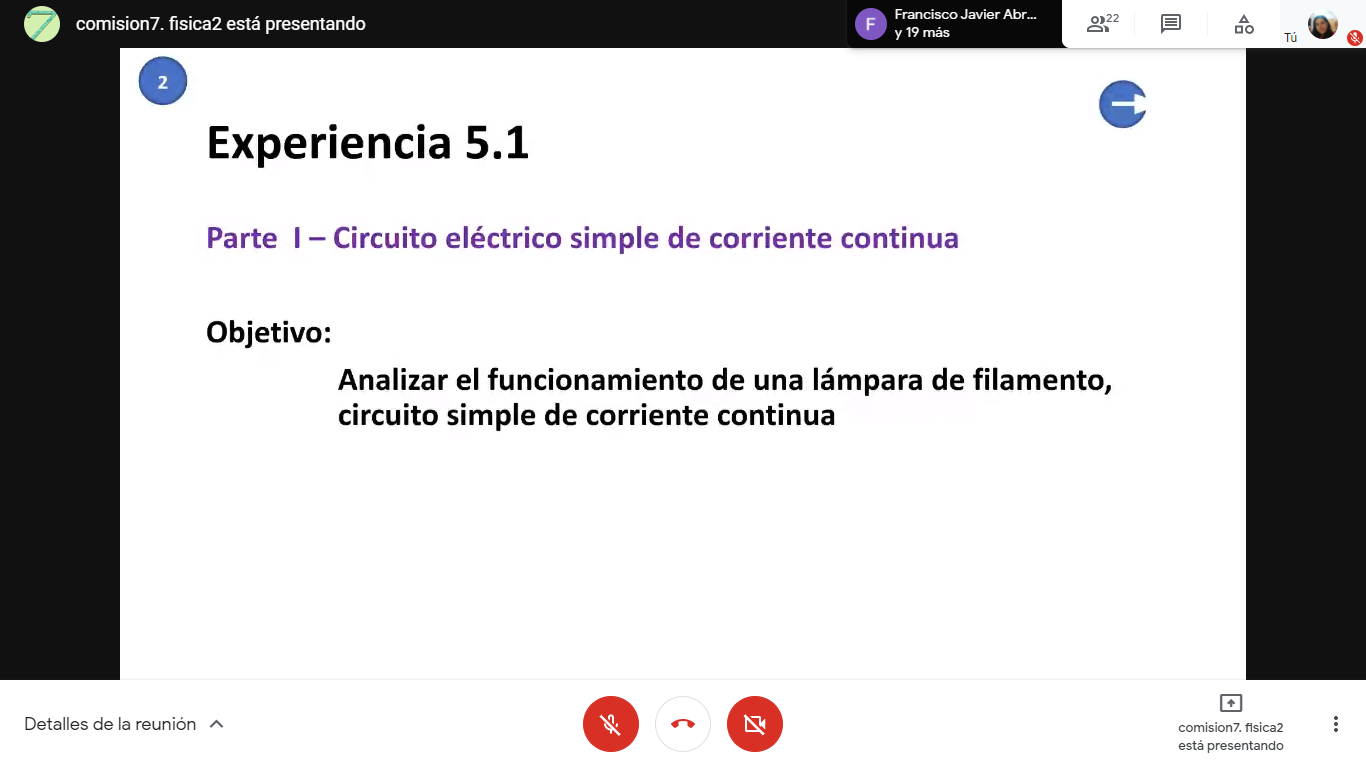 comision7. fisica2 está presentando
F
Francisco Javier Abr...
y 19 más
22
Tú
2
Experiencia 5.1
Parte I – Circuito eléctrico simple de corriente continua
Objetivo:
Analizar el funcionamiento de una lámpara de filamento,
circuito simple de corriente continua
Detalles de la reunión
comision7. fisica2
está presentando